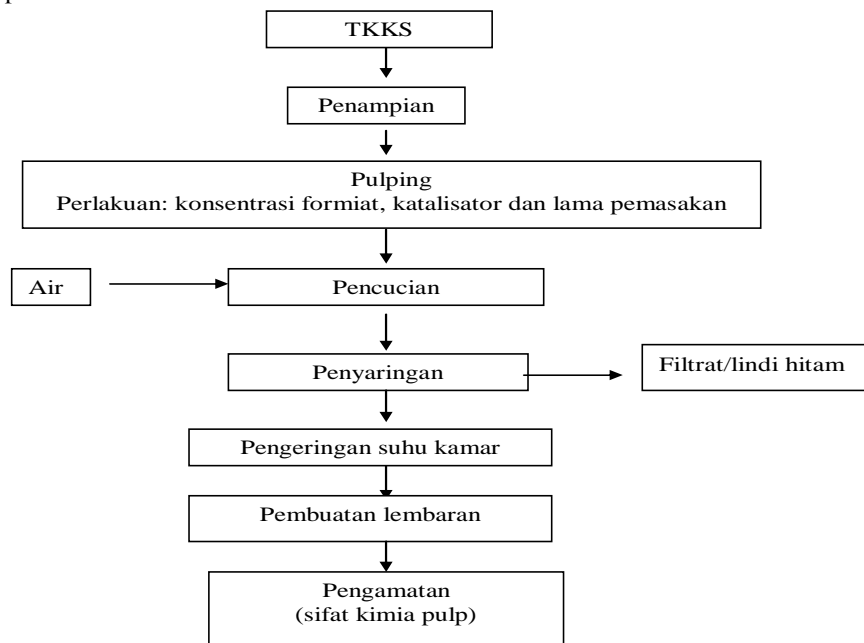 TKKS
Penampian
Pulping
Perlakuan: konsentrasi formiat, katalisator dan lama pemasakan
Air
Pencucian
Penyaringan
Filtrat/lindi hitam
Pengeringan suhu kamar
Pembuatan lembaran
Pengamatan
(sifat kimia pulp)